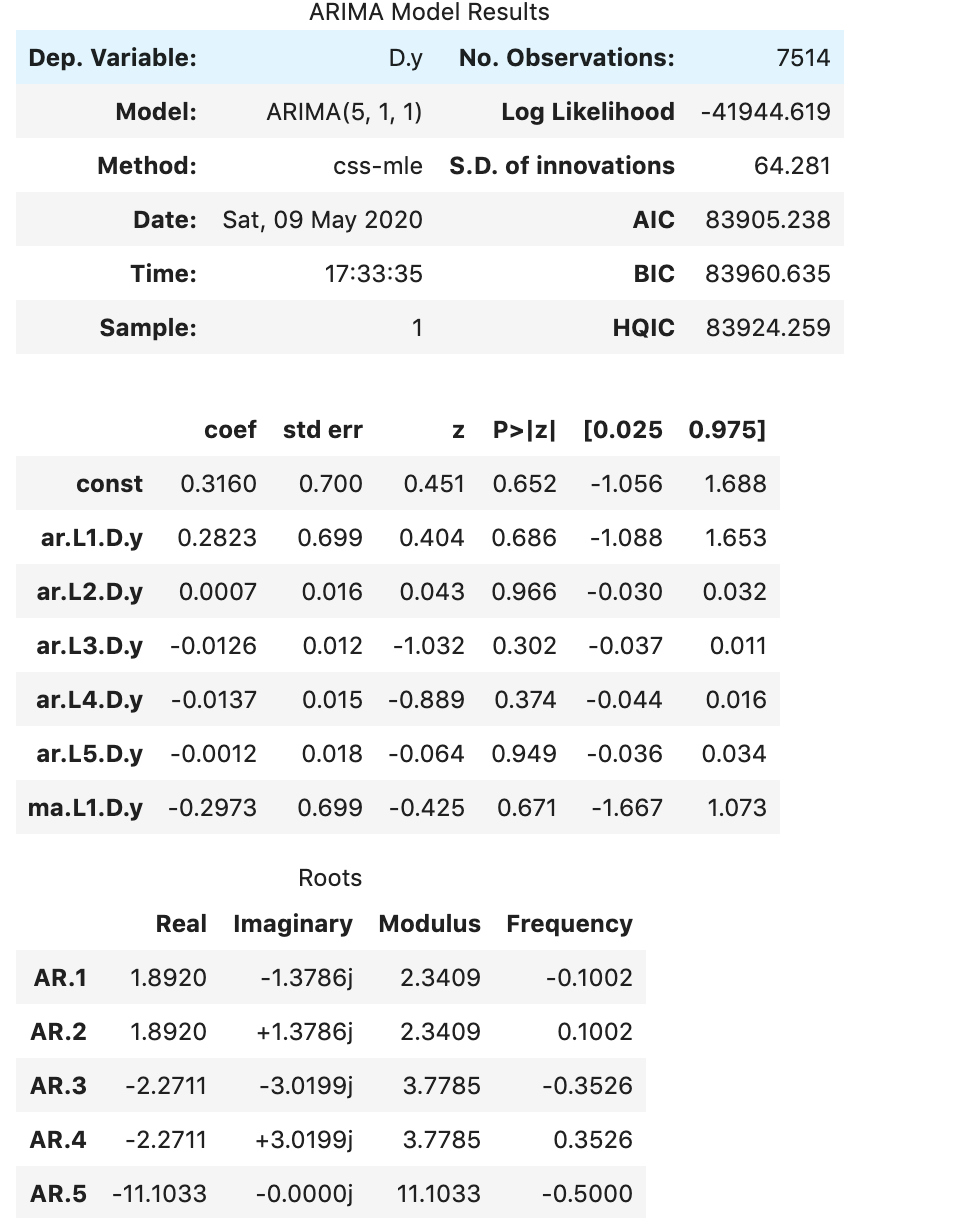 ARIMA Model Results
Dep. Variable: D.y No. Observations: 7514
Model: ARIMA(5, 1, 1) Log Likelihood -41944.619
Method: css-mle S.D. of innovations 64.281
Date: Sat, 09 May 2020 AIC 83905.238
Time: 17:33:35 BIC 83960.635
Sample: 1 HQIC 83924.259
coef std err z P>|z| [0.025 0.975]
const 0.3160 0.700 0.451 0.652 -1.056 1.688
ar.L1.D.y 0.2823 0.699 0.404 0.686 -1.088 1.653
ar.L2.D.y 0.0007 0.016 0.043 0.966 -0.030 0.032
ar.L3.D.y -0.0126 0.012 -1.032 0.302 -0.037 0.011
ar.L4.D.y -0.0137 0.015 -0.889 0.374 -0.044 0.016
ar.L5.D.y -0.0012 0.018 -0.064 0.949 -0.036 0.034
ma.L1.D.y -0.2973 0.699 -0.425 0.671 -1.667 1.073
Roots
Real Imaginary Modulus Frequency
AR.1 1.8920 -1.3786j 2.3409 -0.1002
AR.2 1.8920 +1.3786j 2.3409 0.1002
AR.3 -2.2711 -3.0199j 3.7785 -0.3526
AR.4 -2.2711 +3.0199j 3.7785 0.3526
AR.5 -11.1033 -0.0000j 11.1033 -0.5000